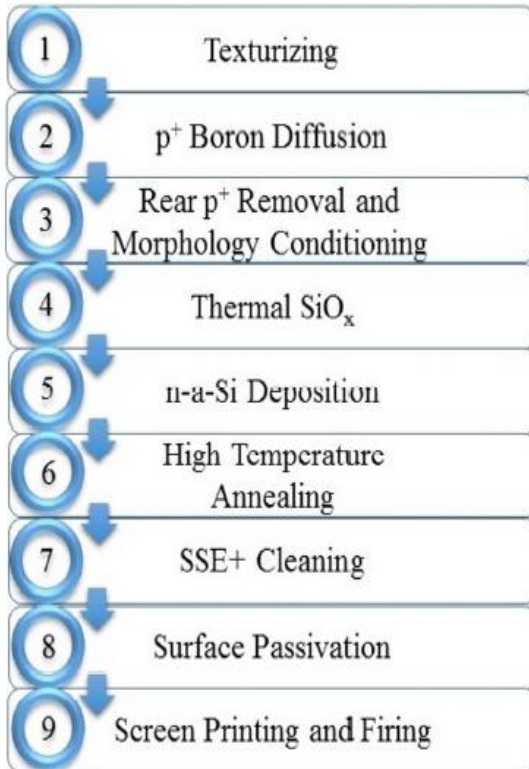 1 Texturizing
2 p⁺ Boron Diffusion
3 Rear p⁺ Removal and
Morphology Conditioning
4 Thermal SiOₓ
5 n-a-Si Deposition
6 High Temperature
Annealing
7 SSE+ Cleaning
8 Surface Passivation
9 Screen Printing and Firing